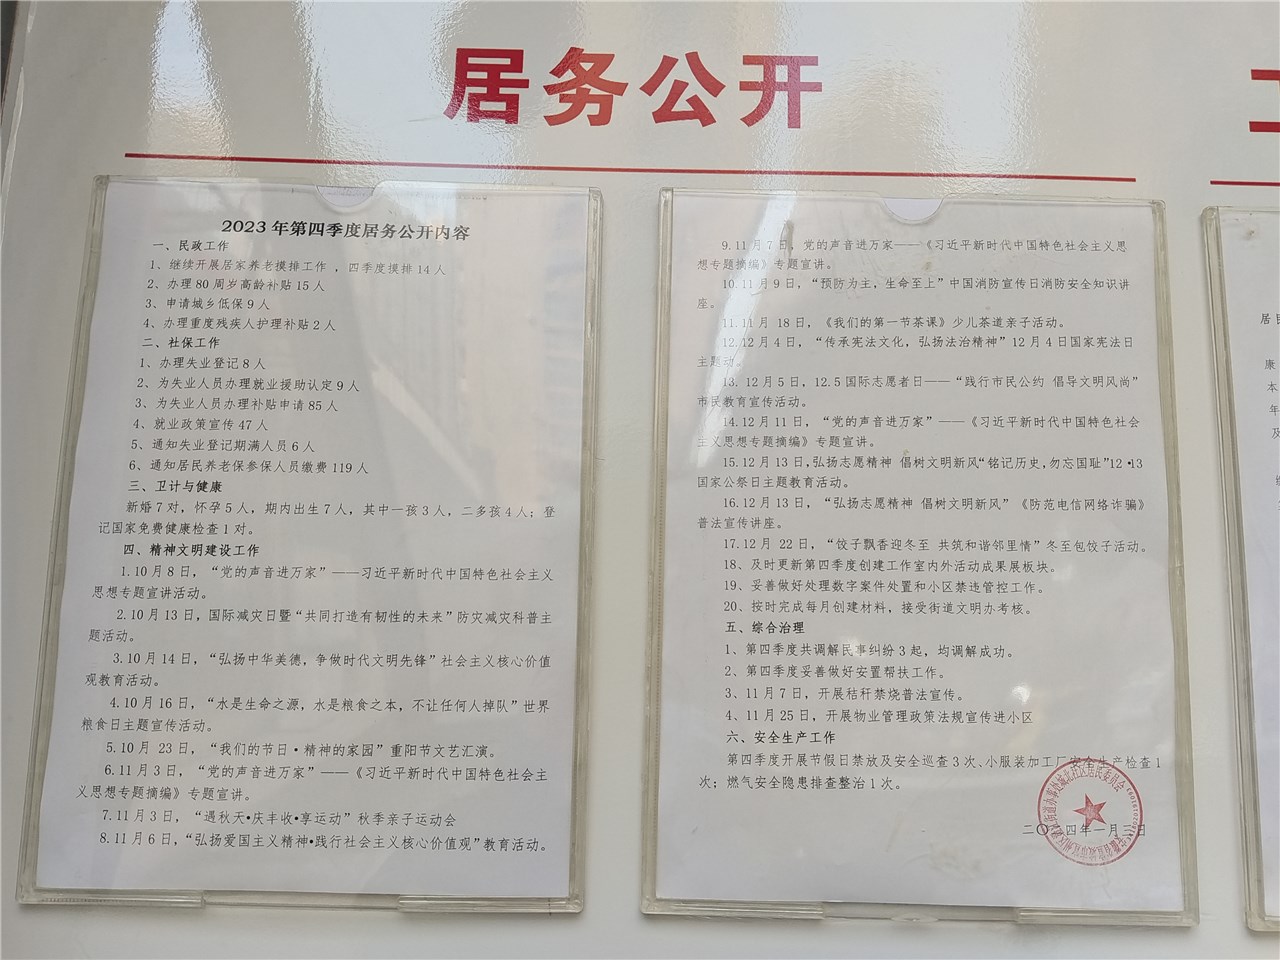 居务公开
2023年第四季度居务公开内容
一、民政工作
1、继续开展居家养老摸排工作，四季度摸排14人
2、办理80周岁高龄补贴15人
3、申请城乡低保9人
4、办理重度残疾人护理补贴2人
二、社保工作
1、办理失业登记8人
2、为失业人员办理就业援助认定9人
3、为失业人员办理补贴申请85人
4、就业政策宣传47人
5、通知失业登记期满人员6人
6、通知居民养老保参保人员缴费119人
三、卫计与健康
新婚7对，怀孕5人，期内出生7人，其中一孩3人，二多孩4人；登
记国家免费健康检查1对。
四、精神文明建设工作
1.10月8日，“党的声音进万家”——习近平新时代中国特色社会主义
思想专题宣讲活动。
2.10月13日，国际减灾日暨“共同打造有韧性的未来”防灾减灾科普主
题活动。
3.10月14日，“弘扬中华美德，争做时代文明先锋”社会主义核心价值
观教育活动。
4.10月16日，“水是生命之源，水是粮食之本，不让任何人掉队”世界
粮食日主题宣传活动。
5.10月 23日，“我们的节日·精神的家园”重阳节文艺汇演。
6.11月3日，“党的声音进万家”——《习近平新时代中国特色社会主
义思想专题摘编》专题宣讲。
7.11月3日，“遇秋天•庆丰收•享运动”秋季亲子运动会
8.11月6日，“弘扬爱国主义精神•践行社会主义核心价值观”教育活动。
9.11月7日，党的声音进万家——《习近平新时代中国特色社会主义思
想专题摘编》专题宣讲。
10.11月9日，“预防为主，生命至上”中国消防宣传日消防安全知识讲
座。
11.11月 18日，《我们的第一节茶课》少儿茶道亲子活动。
12.12月4日，“传承宪法文化，弘扬法治精神”12月4日国家宪法日
主题活动。
13. 12月5日，12.5国际志愿者日——“践行市民公约 倡导文明风尚”
市民教育宣传活动。
14.12月11日，“党的声音进万家”——《习近平新时代中国特色社会
主义思想专题摘编》专题宣讲。
15.12月13日,弘扬志愿精神 倡树文明新风“铭记历史,勿忘国耻”12•13
国家公祭日主题教育活动。
16.12月13日，“弘扬志愿精神 倡树文明新风”《防范电信网络诈骗》
普法宣传讲座。
17.12月 22日，“饺子飘香迎冬至 共筑和谐邻里情”冬至包饺子活动。
18、及时更新第四季度创建工作室内外活动成果展板块。
19、妥善做好处理数字案件处置和小区禁违管控工作。
20、按时完成每月创建材料，接受街道文明办考核。
五、综合治理
1、第四季度共调解民事纠纷3起，均调解成功。
2、第四季度妥善做好安置帮扶工作。
3、11月7日，开展秸秆禁烧普法宣传。
4、11月25日，开展物业管理政策法规宣传进小区
六、安全生产工作
第四季度开展节假日禁放及安全巡查3次、小服装加工厂安全生产检查1
次；燃气安全隐患排查整治1次。
二〇二四年一月三日